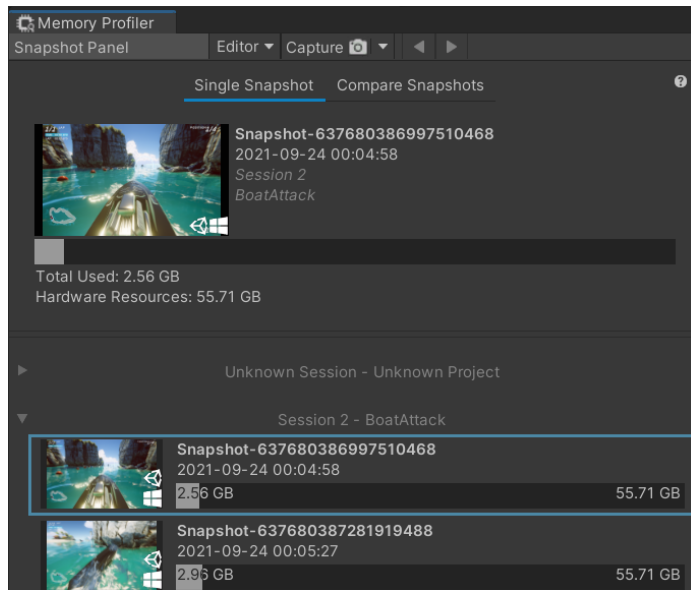 Memory Profiler
Snapshot Panel Editor Capture
Single Snapshot Compare Snapshots
Snapshot-637680386997510468
2021-09-24 00:04:58
Session 2
BoatAttack
Total Used: 2.56 GB
Hardware Resources: 55.71 GB
Unknown Session - Unknown Project
Session 2 - BoatAttack
Snapshot-637680386997510468
2021-09-24 00:04:58
2.56 GB 55.71 GB
Snapshot-637680387281919488
2021-09-24 00:05:27
2.96 GB 55.71 GB